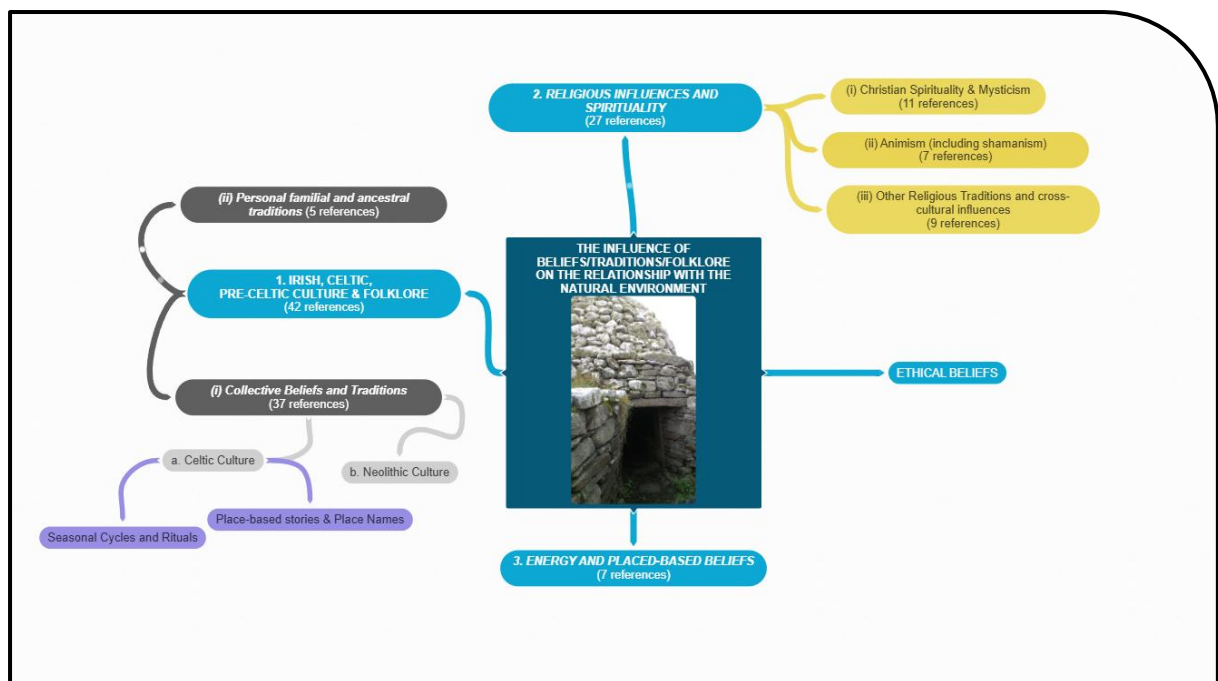 2. RELIGIOUS INFLUENCES AND
SPIRITUALITY
(27 references)
(i) Christian Spirituality & Mysticism
(11 references)
(ii) Animism (including shamanism)
(7 references)
(iii) Other Religious Traditions and cross-
cultural influences
(9 references)
(ii) Personal familial and ancestral
traditions (5 references)
1. IRISH, CELTIC,
PRE-CELTIC CULTURE & FOLKLORE
(42 references)
THE INFLUENCE OF
BELIEFS/TRADITIONS/FOLKLORE
ON THE RELATIONSHIP WITH THE
NATURAL ENVIRONMENT
ETHICAL BELIEFS
(i) Collective Beliefs and Traditions
(37 references)
a. Celtic Culture
b. Neolithic Culture
Place-based stories & Place Names
Seasonal Cycles and Rituals
3. ENERGY AND PLACED-BASED BELIEFS
(7 references)